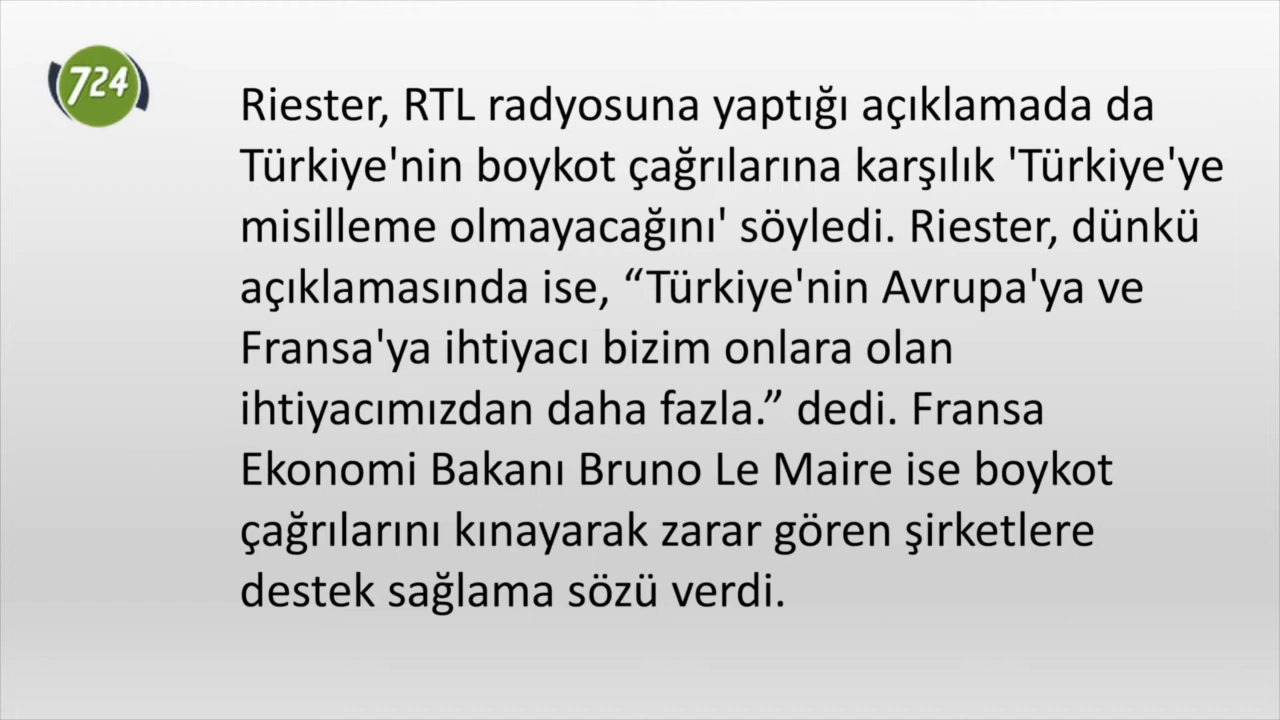 724
Riester, RTL radyosuna yaptığı açıklamada da
Türkiye'nin boykot çağrılarına karşılık 'Türkiye'ye
misilleme olmayacağını' söyledi. Riester, dünkü
açıklamasında ise, “Türkiye'nin Avrupa'ya ve
Fransa'ya ihtiyacı bizim onlara olan
ihtiyacımızdan daha fazla.” dedi. Fransa
Ekonomi Bakanı Bruno Le Maire ise boykot
çağrılarını kınayarak zarar gören şirketlere
destek sağlama sözü verdi.